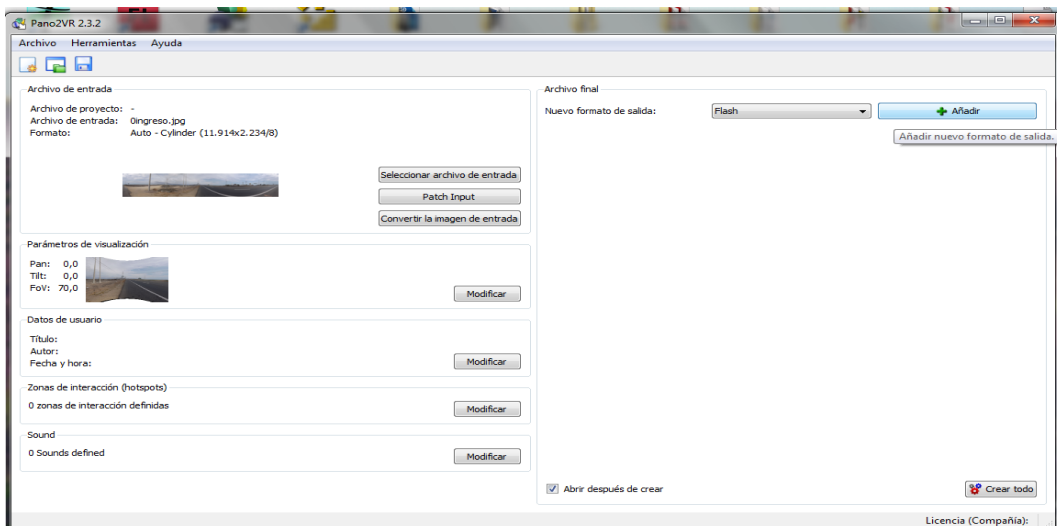 Pano2VR 2.3.2
Archivo Herramientas Ayuda
Archivo de entrada
Archivo de proyecto: -
Archivo de entrada: 0ingreso.jpg
Formato: Auto - Cylinder (11.914x2.234/8)
Seleccionar archivo de entrada
Patch Input
Convertir la imagen de entrada
Parámetros de visualización
Pan: 0,0
Tilt: 0,0
FoV: 70,0
Modificar
Datos de usuario
Título:
Autor:
Fecha y hora:
Modificar
Zonas de interacción (hotspots)
0 zonas de interacción definidas
Modificar
Sound
0 Sounds defined
Modificar
Archivo final
Nuevo formato de salida: Flash Añadir
Añadir nuevo formato de salida.
Abrir después de crear
Crear todo
Licencia (Compañía):